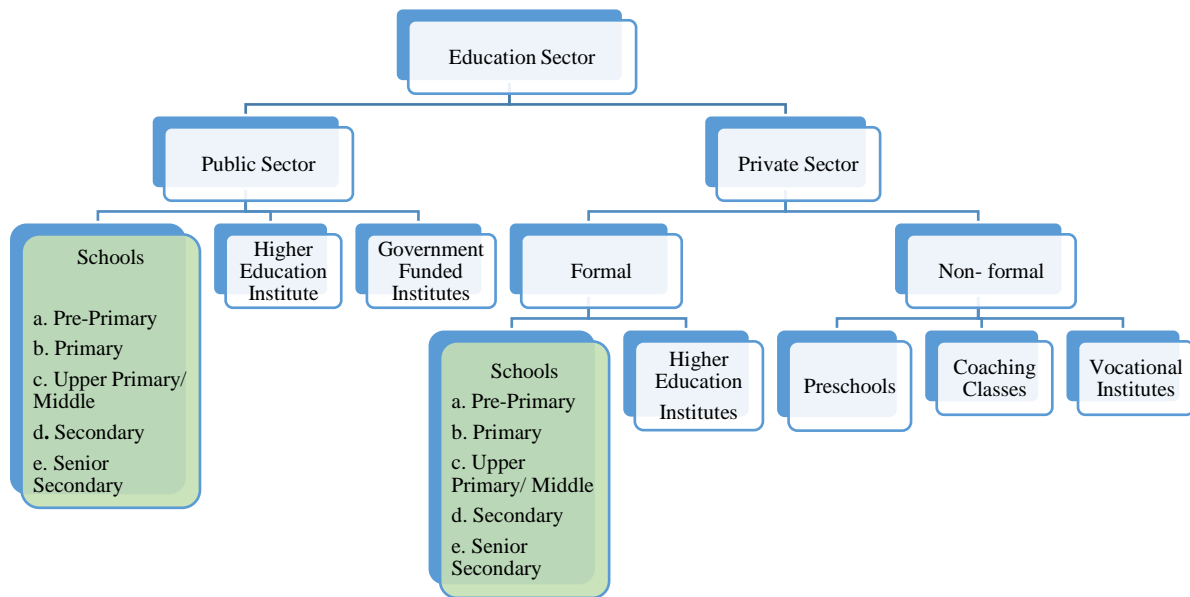 Education Sector
Public Sector
Private Sector
Schools
a. Pre-Primary
b. Primary
c. Upper Primary/
Middle
d. Secondary
e. Senior
Secondary
Higher
Education
Institute
Government
Funded
Institutes
Formal
Non- formal
Schools
a. Pre-Primary
b. Primary
c. Upper
Primary/ Middle
d. Secondary
e. Senior
Secondary
Higher
Education
Institutes
Preschools
Coaching
Classes
Vocational
Institutes